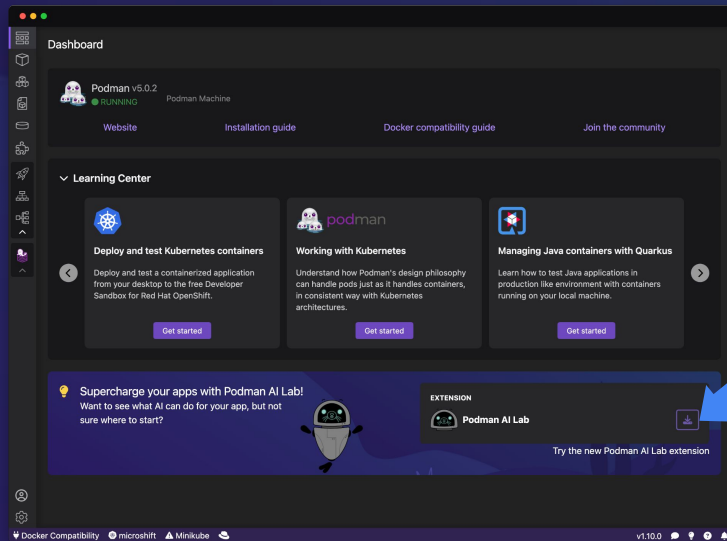 Dashboard
Podman v5.0.2
RUNNING
Podman Machine
Website
Installation guide
Docker compatibility guide
Join the community
Learning Center
Deploy and test Kubernetes containers
Deploy and test a containerized application
from your desktop to the free Developer
Sandbox for Red Hat OpenShift.
Get started
podman
Working with Kubernetes
Understand how Podman's design philosophy
can handle pods just as it handles containers,
in consistent way with Kubernetes
architectures.
Get started
Managing Java containers with Quarkus
Learn how to test Java applications in
production like environment with containers
running on your local machine.
Get started
Supercharge your apps with Podman AI Lab!
Want to see what AI can do for your app, but not
sure where to start?
EXTENSION
Podman AI Lab
Try the new Podman AI Lab extension
Docker Compatibility microshift Minikube
v1.10.0